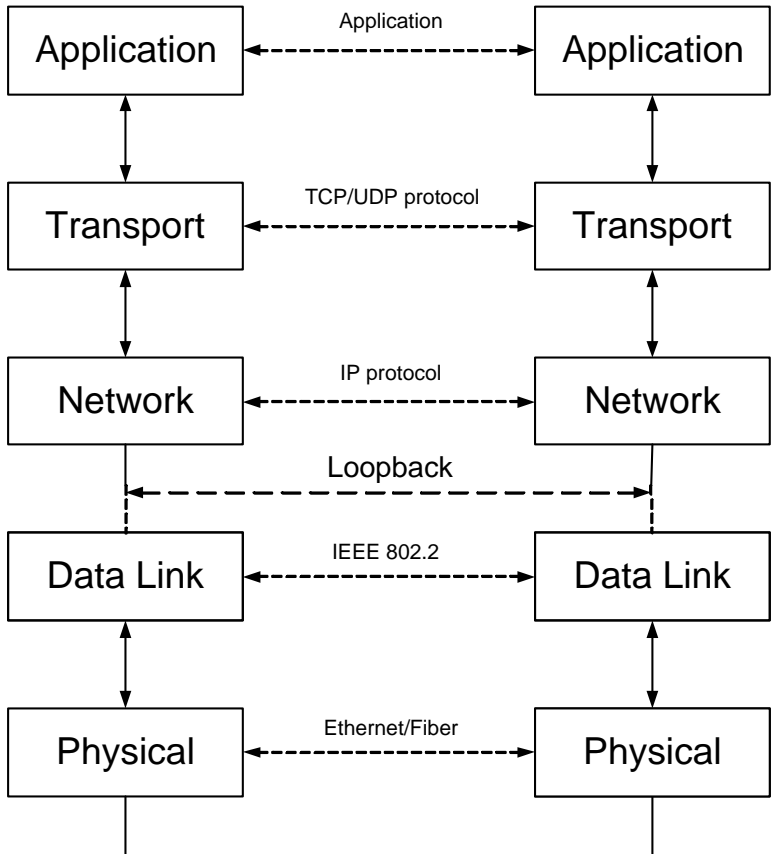 Application
Application
Application
Transport
TCP/UDP protocol
Transport
Network
IP protocol
Network
Loopback
Data Link
IEEE 802.2
Data Link
Physical
Ethernet/Fiber
Physical